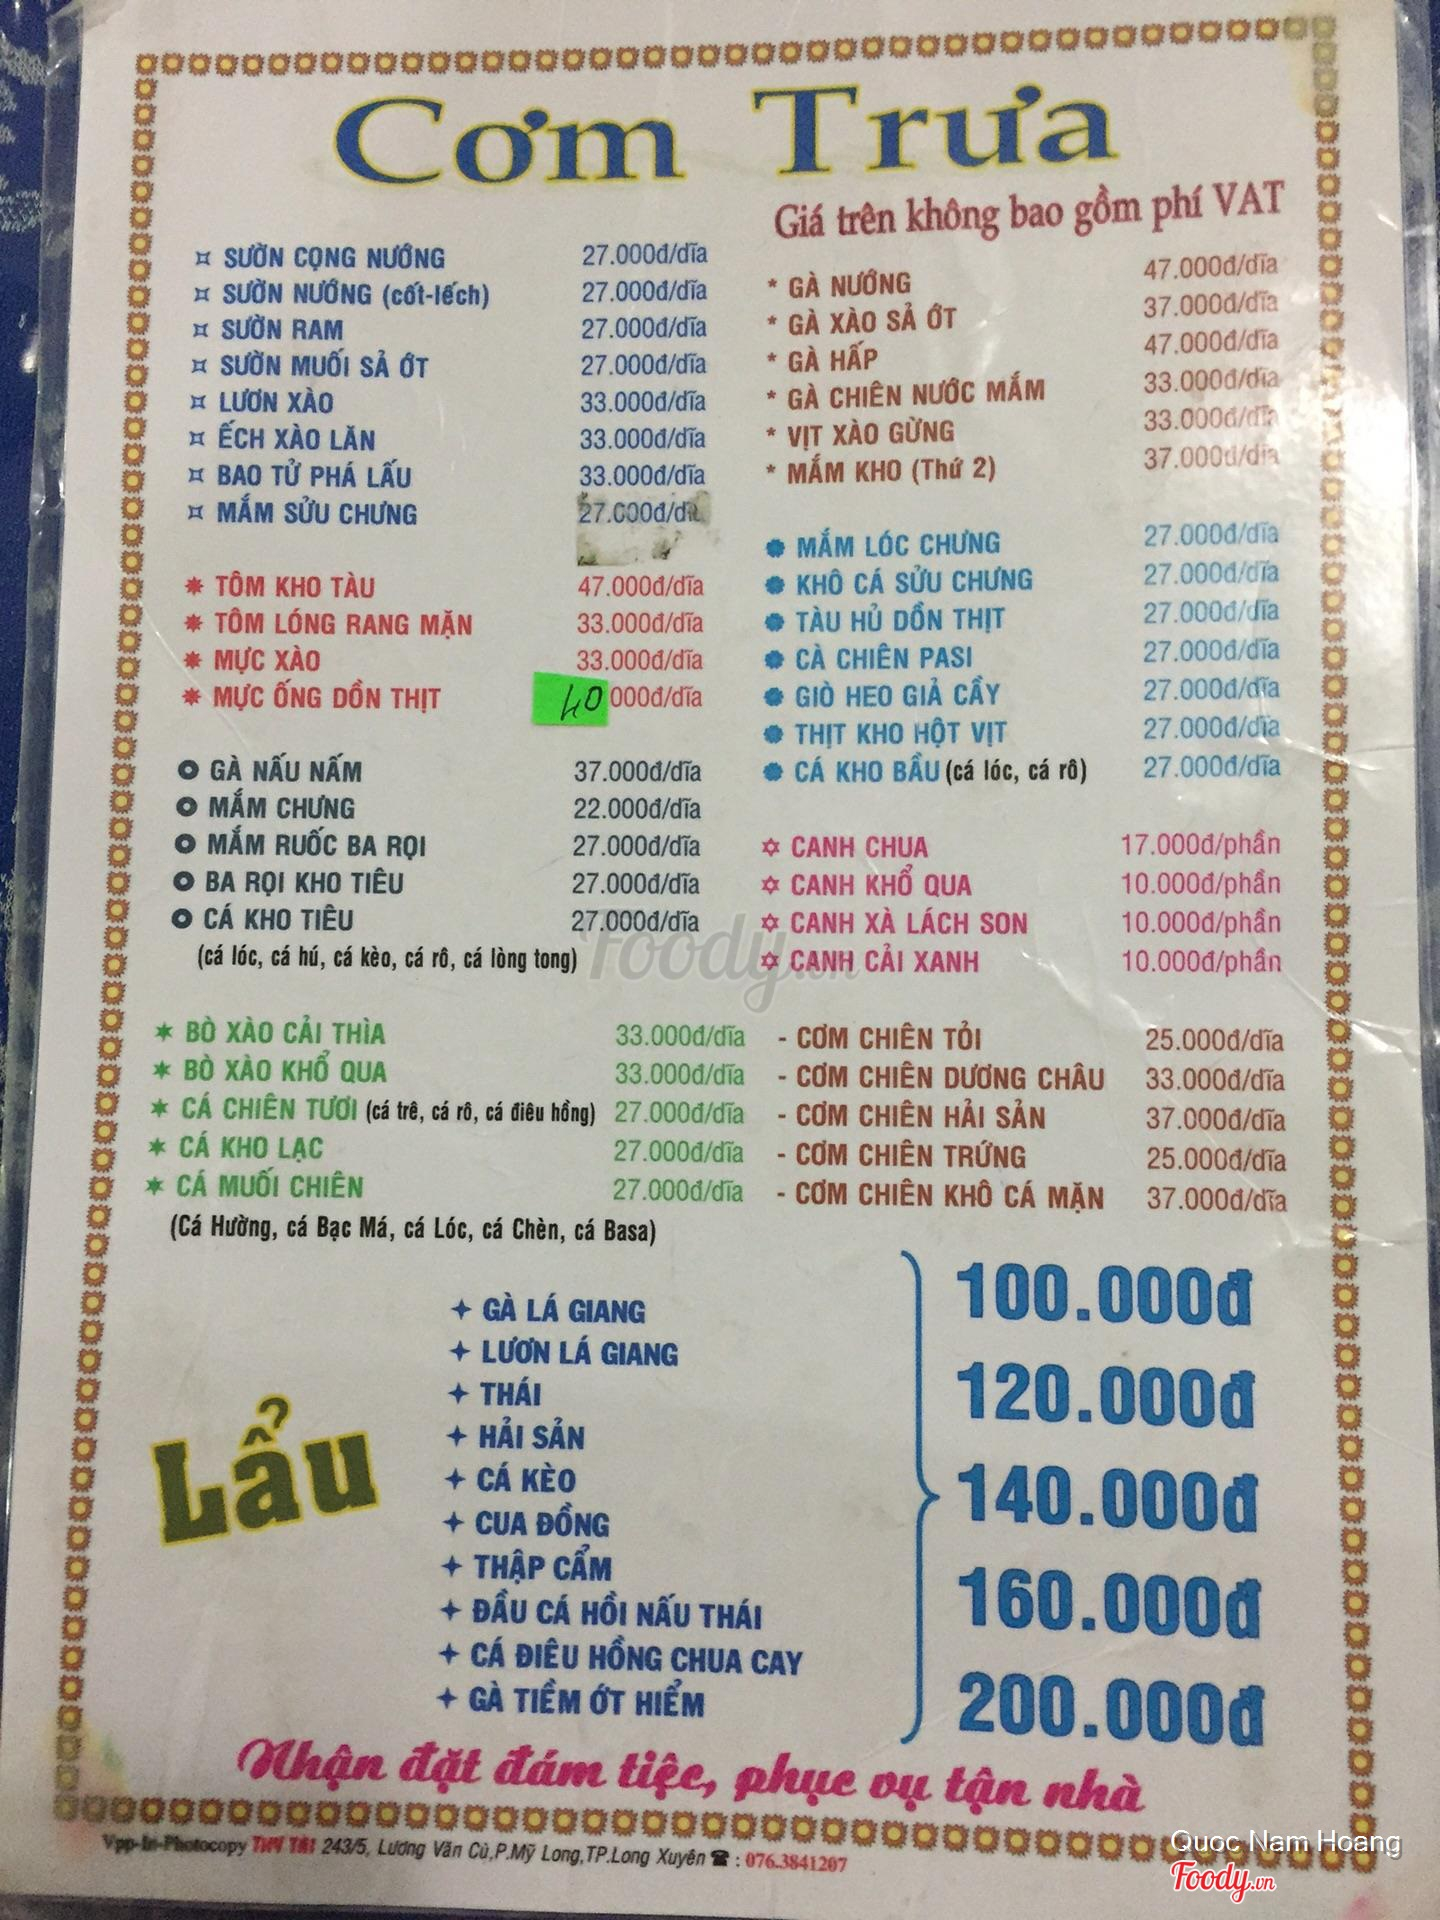 Cơm Trưa
Giá trên không bao gồm phí VAT
¤ SƯỜN CỌNG NƯỚNG 27.000đ/dĩa
¤ SƯỜN NƯỚNG (cốt-lếch) 27.000đ/dĩa
¤ SƯỜN RAM 27.000đ/dĩa
¤ SƯỜN MUỐI SẢ ỚT 27.000đ/dĩa
¤ LƯƠN XÀO 33.000đ/dĩa
¤ ẾCH XÀO LĂN 33.000đ/dĩa
¤ BAO TỬ PHÁ LẤU 33.000đ/dĩa
¤ MẮM SỬU CHƯNG 27.000đ/dĩa
TÔM KHO TÀU 47.000đ/dĩa
TÔM LÓNG RANG MẶN 33.000đ/dĩa
MỰC XÀO 33.000đ/dĩa
MỰC ỐNG DỒN THỊT 40 000đ/dĩa
GÀ NẤU NẤM 37.000đ/dĩa
MẮM CHƯNG 22.000đ/dĩa
MẮM RUỐC BA RỌI 27.000đ/dĩa
BA RỌI KHO TIÊU 27.000đ/dĩa
CÁ KHO TIÊU 27.000đ/dĩa
(cá lóc, cá hú, cá kèo, cá rô, cá lòng tong)
BÒ XÀO CẢI THÌA 33.000đ/dĩa
BÒ XÀO KHỔ QUA 33.000đ/dĩa
CÁ CHIÊN TƯƠI (cá trê, cá rô, cá điêu hồng) 27.000đ/dĩa
CÁ KHO LẠC 27.000đ/dĩa
CÁ MUỐI CHIÊN 27.000đ/dĩa
(Cá Hường, cá Bạc Má, cá Lóc, cá Chèn, cá Basa)
* GÀ NƯỚNG 47.000đ/dĩa
* GÀ XÀO SẢ ỚT 37.000đ/dĩa
* GÀ HẤP 47.000đ/dĩa
* GÀ CHIÊN NƯỚC MẮM 33.000đ/dĩa
* VỊT XÀO GỪNG 33.000đ/dĩa
* MẮM KHO (Thứ 2) 37.000đ/dĩa
MẮM LÓC CHƯNG 27.000đ/dĩa
KHÔ CÁ SỬU CHƯNG 27.000đ/dĩa
TÀU HỦ DỒN THỊT 27.000đ/dĩa
CÀ CHIÊN PASI 27.000đ/dĩa
GIÒ HEO GIẢ CẦY 27.000đ/dĩa
THỊT KHO HỘT VỊT 27.000đ/dĩa
CÁ KHO BẦU (cá lóc, cá rô) 27.000đ/dĩa
CANH CHUA 17.000đ/phần
CANH KHỔ QUA 10.000đ/phần
CANH XÀ LÁCH SON 10.000đ/phần
CANH CẢI XANH 10.000đ/phần
- CƠM CHIÊN TỎI 25.000đ/dĩa
- CƠM CHIÊN DƯƠNG CHÂU 33.000đ/dĩa
- CƠM CHIÊN HẢI SẢN 37.000đ/dĩa
- CƠM CHIÊN TRỨNG 25.000đ/dĩa
- CƠM CHIÊN KHÔ CÁ MẶN 37.000đ/dĩa
Foody.vn
Lẩu
GÀ LÁ GIANG
LƯƠN LÁ GIANG
THÁI
HẢI SẢN
CÁ KÈO
CUA ĐỒNG
THẬP CẨM
ĐẦU CÁ HỒI NẤU THÁI
CÁ ĐIÊU HỒNG CHUA CAY
GÀ TIỀM ỚT HIỂM
100.000đ
120.000đ
140.000đ
160.000đ
200.000đ
Nhận đặt đám tiệc, phục vụ tận nhà
Vpp-In-Photocopy THY TÀI 243/5, Lương Văn Cù,P.Mỹ Long,TP.Long Xuyên ☎ : 076.3841207
Quoc Nam Hoang
Foody.vn